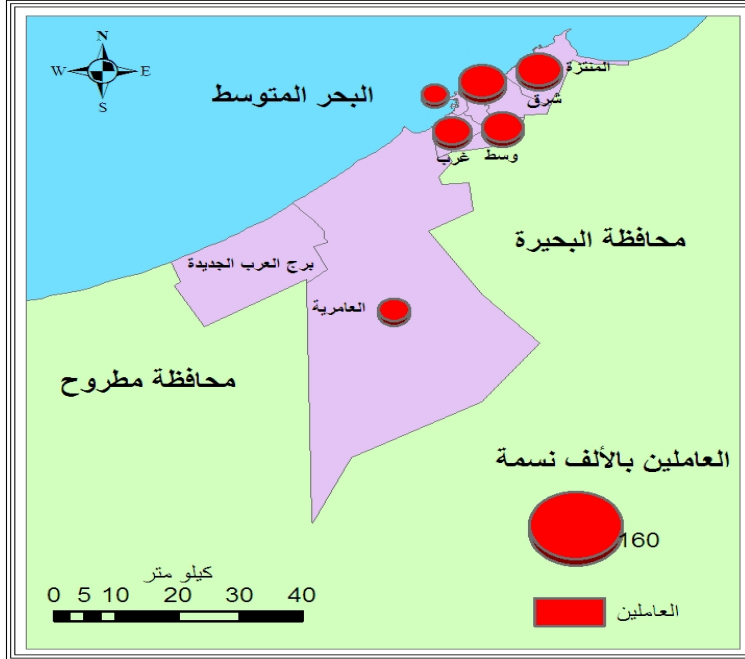 N
W E
S
البحر المتوسط
المنتزة
شرق
وسط
غرب
محافظة البحيرة
برج العرب الجديدة
العامرية
محافظة مطروح
العاملين بالألف نسمة
160
العاملين
كيلو متر
0 5 10 20 30 40